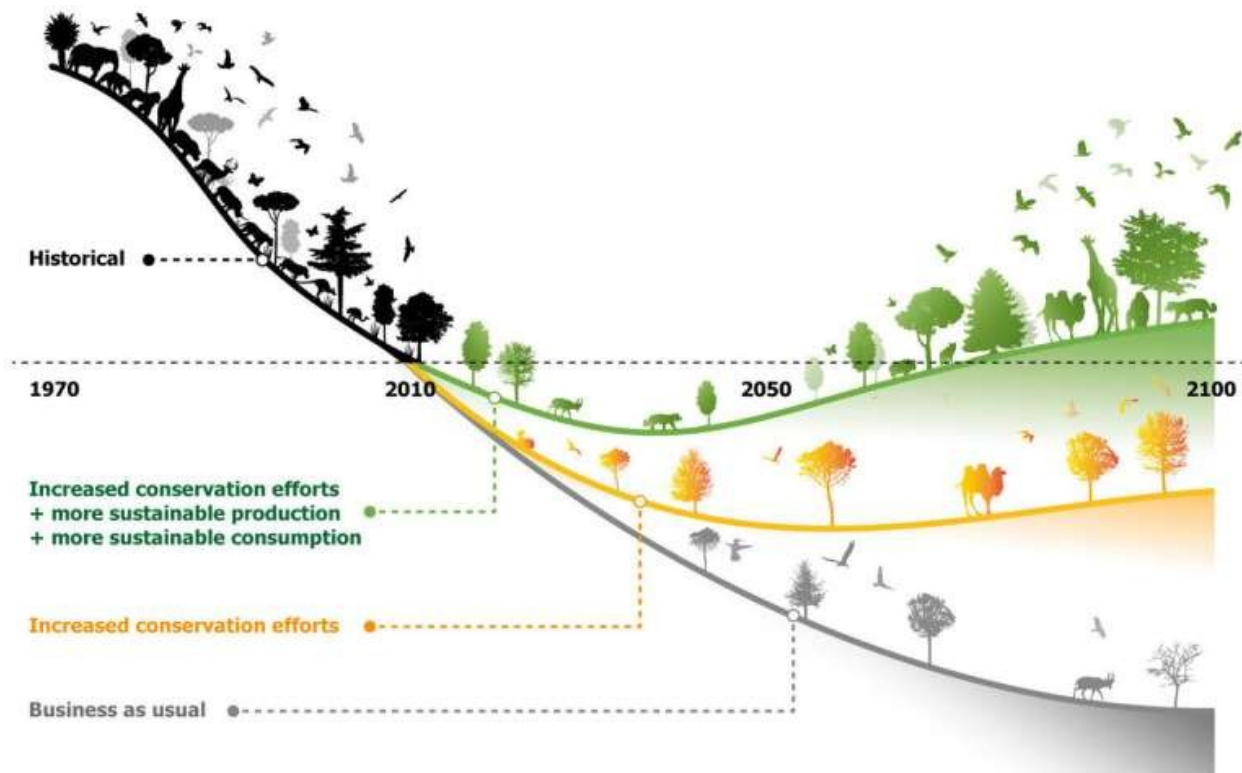 Historical
1970 2010 2050 2100
Increased conservation efforts
+ more sustainable production
+ more sustainable consumption
Increased conservation efforts
Business as usual